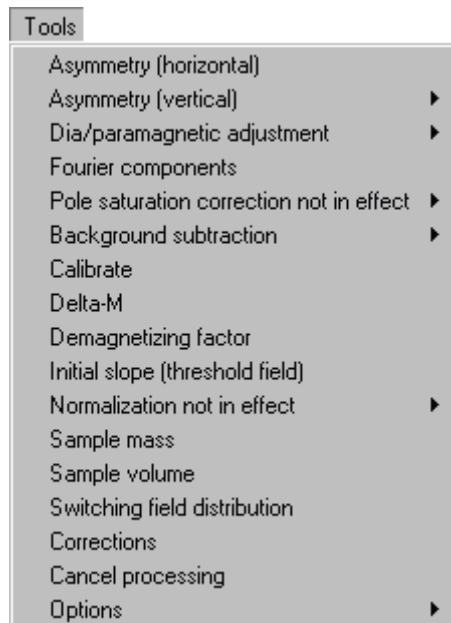 Tools
Asymmetry (horizontal)
Asymmetry (vertical)
Dia/paramagnetic adjustment
Fourier components
Pole saturation correction not in effect
Background subtraction
Calibrate
Delta-M
Demagnetizing factor
Initial slope (threshold field)
Normalization not in effect
Sample mass
Sample volume
Switching field distribution
Corrections
Cancel processing
Options